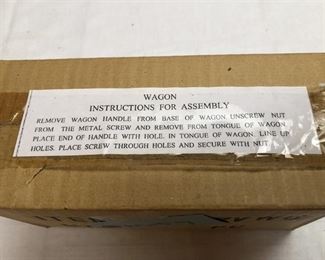 WAGON
INSTRUCTIONS FOR ASSEMBLY
REMOVE WAGON HANDLE FROM BASE OF WAGON UNSCREW NUT
FROM THE METAL SCREW AND REMOVE FROM TONGUE OF WAGON
PLACE END OF HANDLE WITH HOLE. IN TONGUE OF WAGON, LINE UP
HOLES. PLACE SCREW THROUGH HOLES AND SECURE WITH NUT.